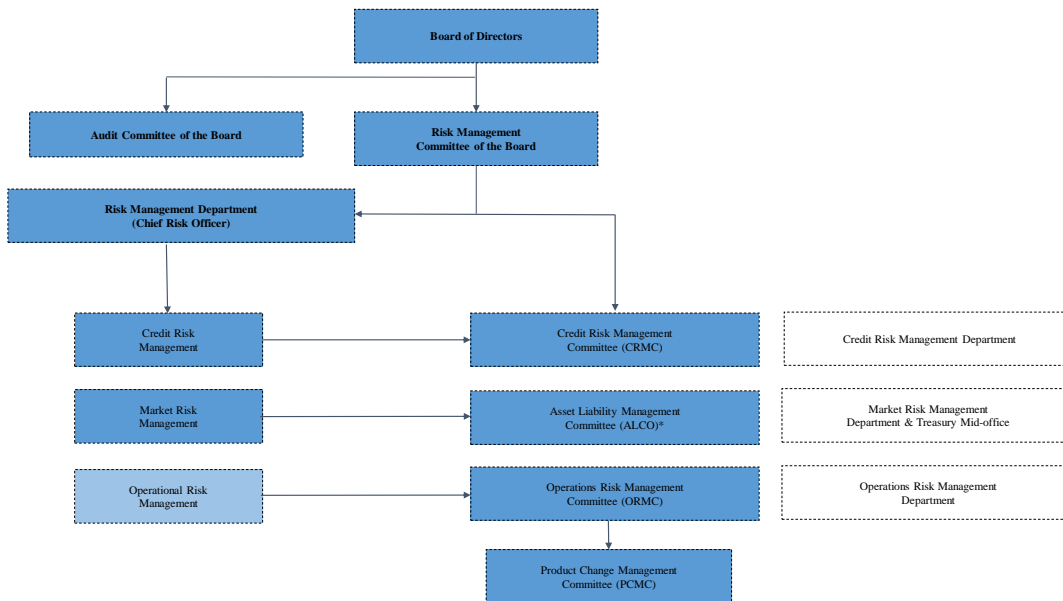 Board of Directors
Audit Committee of the Board
Risk Management
Committee of the Board
Risk Management Department
(Chief Risk Officer)
Credit Risk
Management
Credit Risk Management
Committee (CRMC)
Credit Risk Management Department
Market Risk
Management
Asset Liability Management
Committee (ALCO)*
Market Risk Management
Department & Treasury Mid-office
Operational Risk
Management
Operations Risk Management
Committee (ORMC)
Operations Risk Management
Department
Product Change Management
Committee (PCMC)